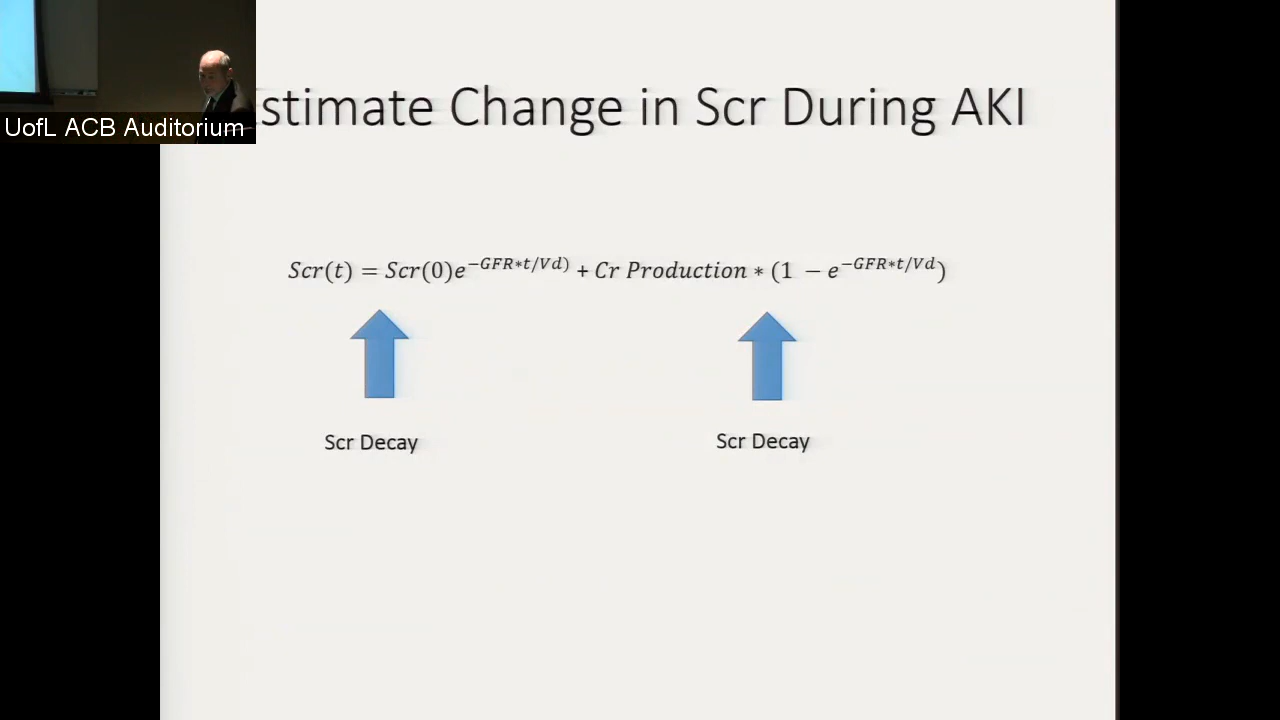 stimate Change in Scr During AKI
UofL ACB Auditorium
Scr(t) = Scr(0)e^{-GFR*t/Vd)} + Cr Production * (1 - e^{-GFR*t/Vd})
Scr Decay
Scr Decay